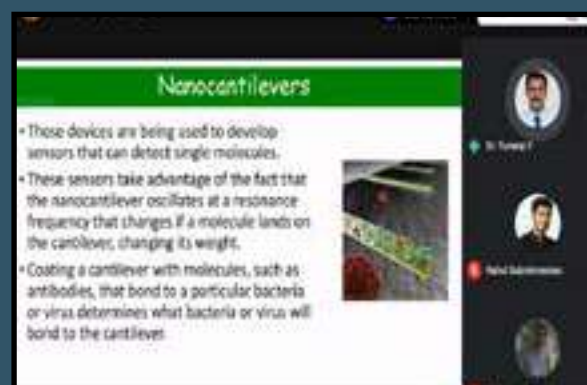 Nanocantilevers
• These devices are being used to develop
sensors that can detect single molecules.
• These sensors take advantage of the fact that
the nanocantilever oscillates at a resonance
frequency that changes if a molecule lands on
the cantilever, changing its weight.
• Coating a cantilever with molecules, such as
antibodies, that bond to a particular bacteria
or virus determines what bacteria or virus will
bond to the cantilever.